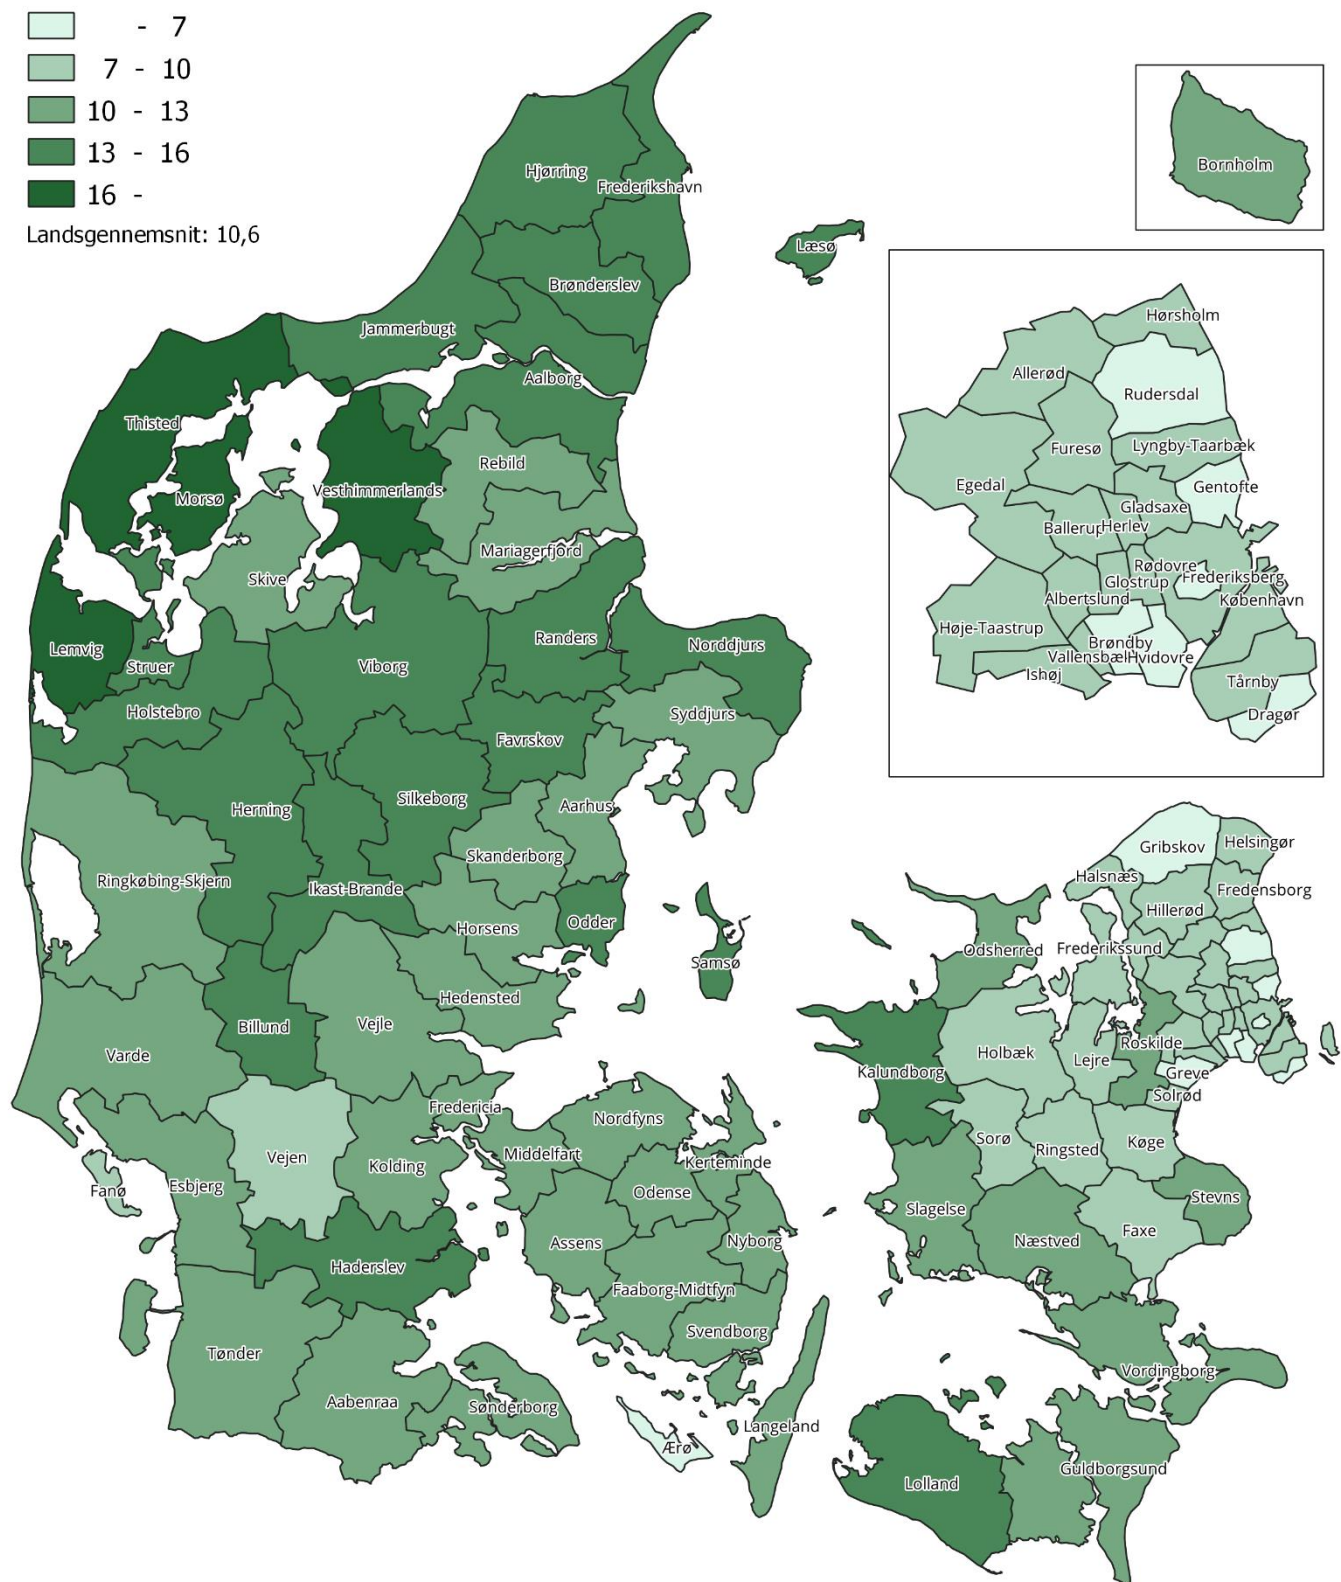 - 7
7 - 10
10 - 13
13 - 16
16 -
Landsgennemsnit: 10,6
Hjørring
Frederikshavn
Læsø
Brønderslev
Jammerbugt
Aalborg
Thisted
Rebild
Morsø
Vesthimmerlands
Mariagerfjord
Skive
Lemvig
Struer
Viborg
Randers
Norddjurs
Holstebro
Syddjurs
Favrskov
Herning
Silkeborg
Aarhus
Skanderborg
Ringkøbing-Skjern
Ikast-Brande
Odder
Horsens
Samsø
Hedensted
Billund
Vejle
Varde
Fredericia
Vejen
Kolding
Middelfart
Nordfyns
Kerteminde
Fanø
Esbjerg
Odense
Assens
Nyborg
Haderslev
Faaborg-Midtfyn
Svendborg
Tønder
Aabenraa
Sønderborg
Ærø
Langeland
Bornholm
Hørsholm
Allerød
Rudersdal
Furesø
Lyngby-Taarbæk
Egedal
Gentofte
Gladsaxe
Ballerup
Herlev
Rødovre
Glostrup
Frederiksberg
Albertslund
København
Høje-Taastrup
Brøndby
Vallensbæk
Hvidovre
Ishøj
Tårnby
Dragør
Gribskov
Helsingør
Halsnæs
Fredensborg
Hillerød
Odsherred
Frederikssund
Roskilde
Holbæk
Lejre
Kalundborg
Greve
Solrød
Sorø
Ringsted
Køge
Stevns
Slagelse
Næstved
Faxe
Vordingborg
Guldborgsund
Lolland